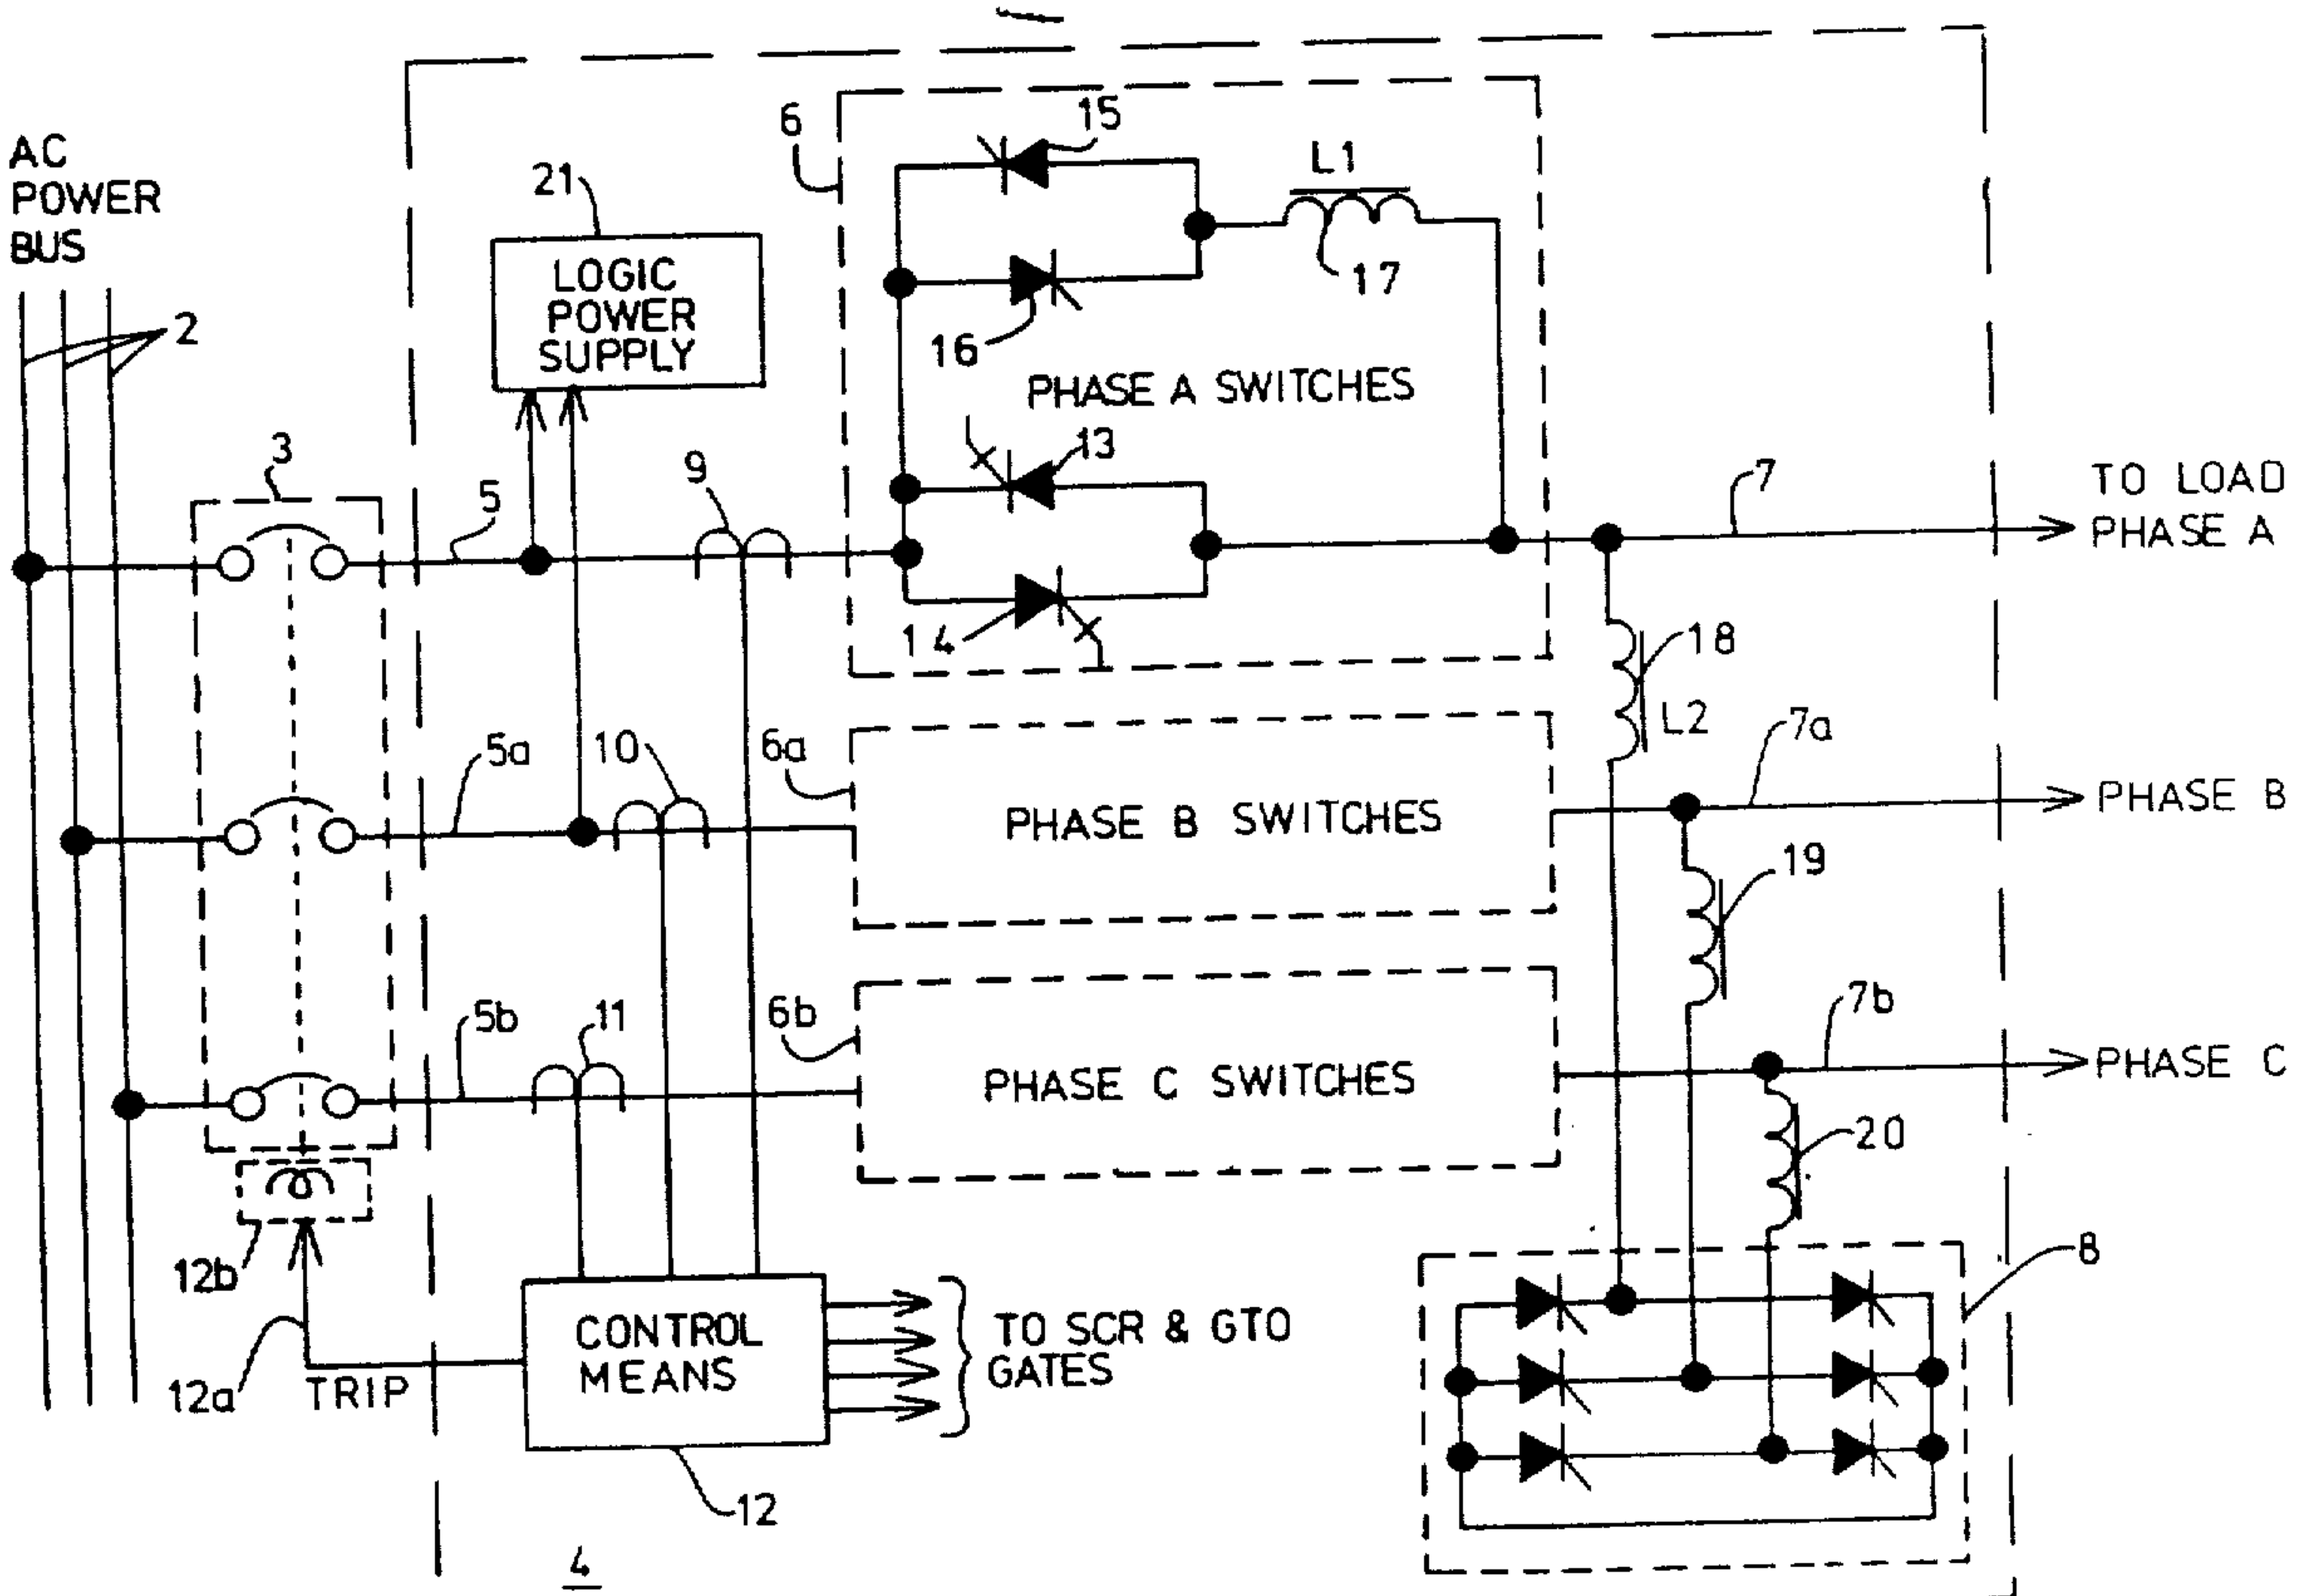 AC
POWER
BUS
2
3
5
21
LOGIC
POWER
SUPPLY
9
6
15
L1
17
16
PHASE A SWITCHES
13
14
7
TO LOAD
PHASE A
18
L2
5a
10
6a
PHASE B SWITCHES
7a
PHASE B
19
5b
11
6b
PHASE C SWITCHES
7b
PHASE C
20
12b
12a
TRIP
CONTROL
MEANS
12
TO SCR & GTO
GATES
8
4